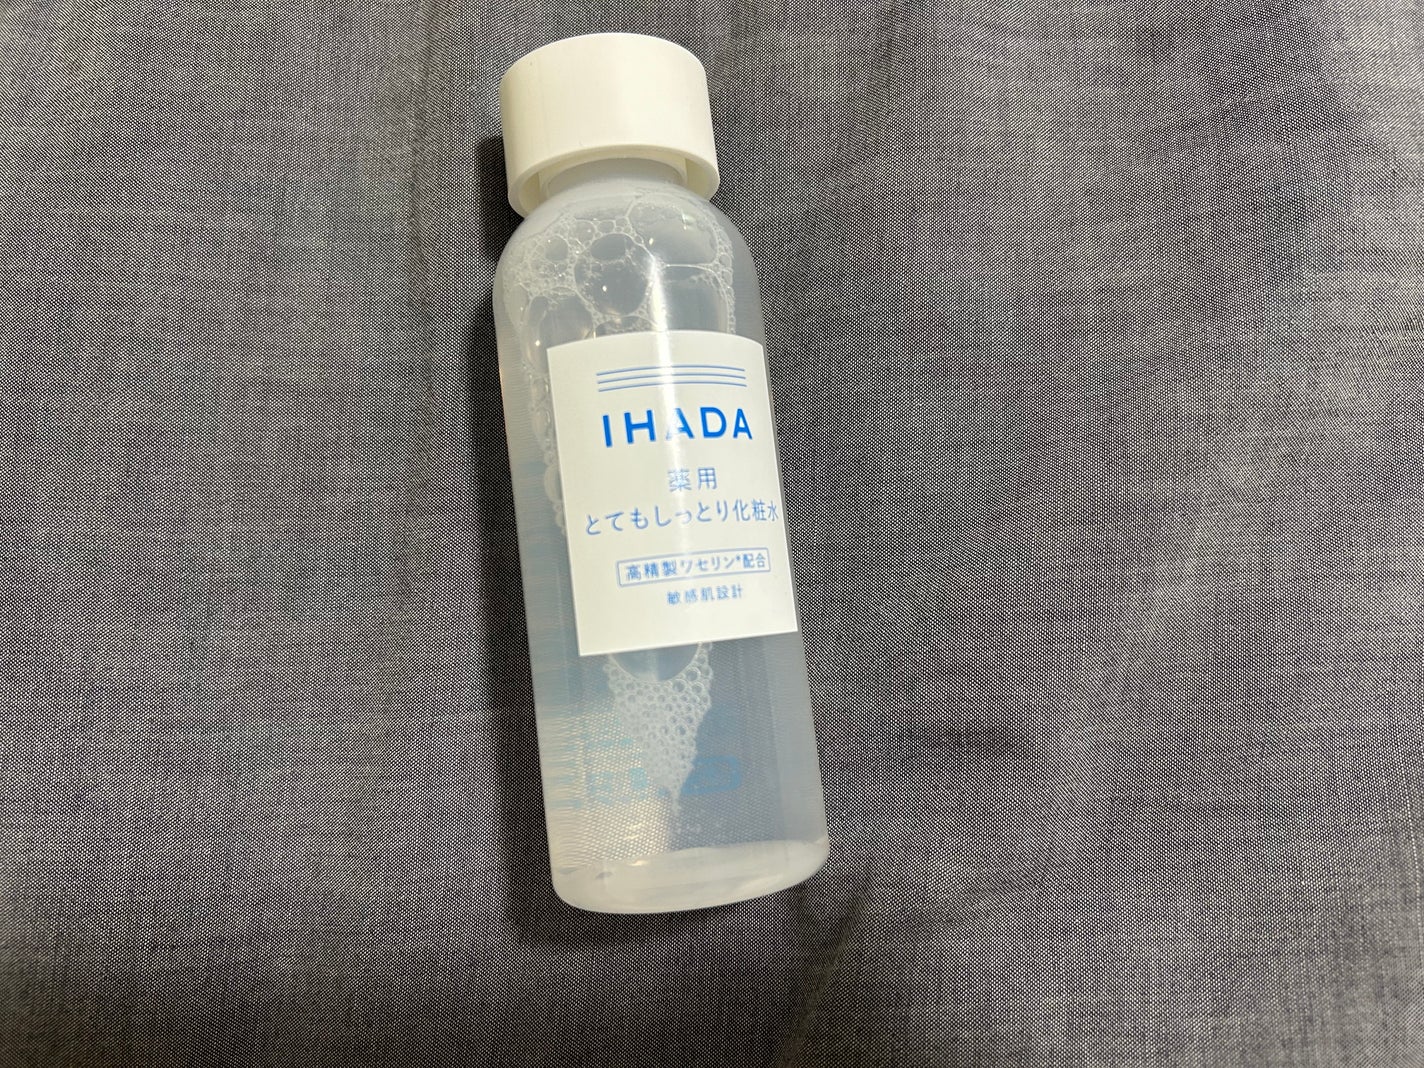 IHADA
薬用
とてもしっとり化粧水
高精製ワセリン*配合
敏感肌設計